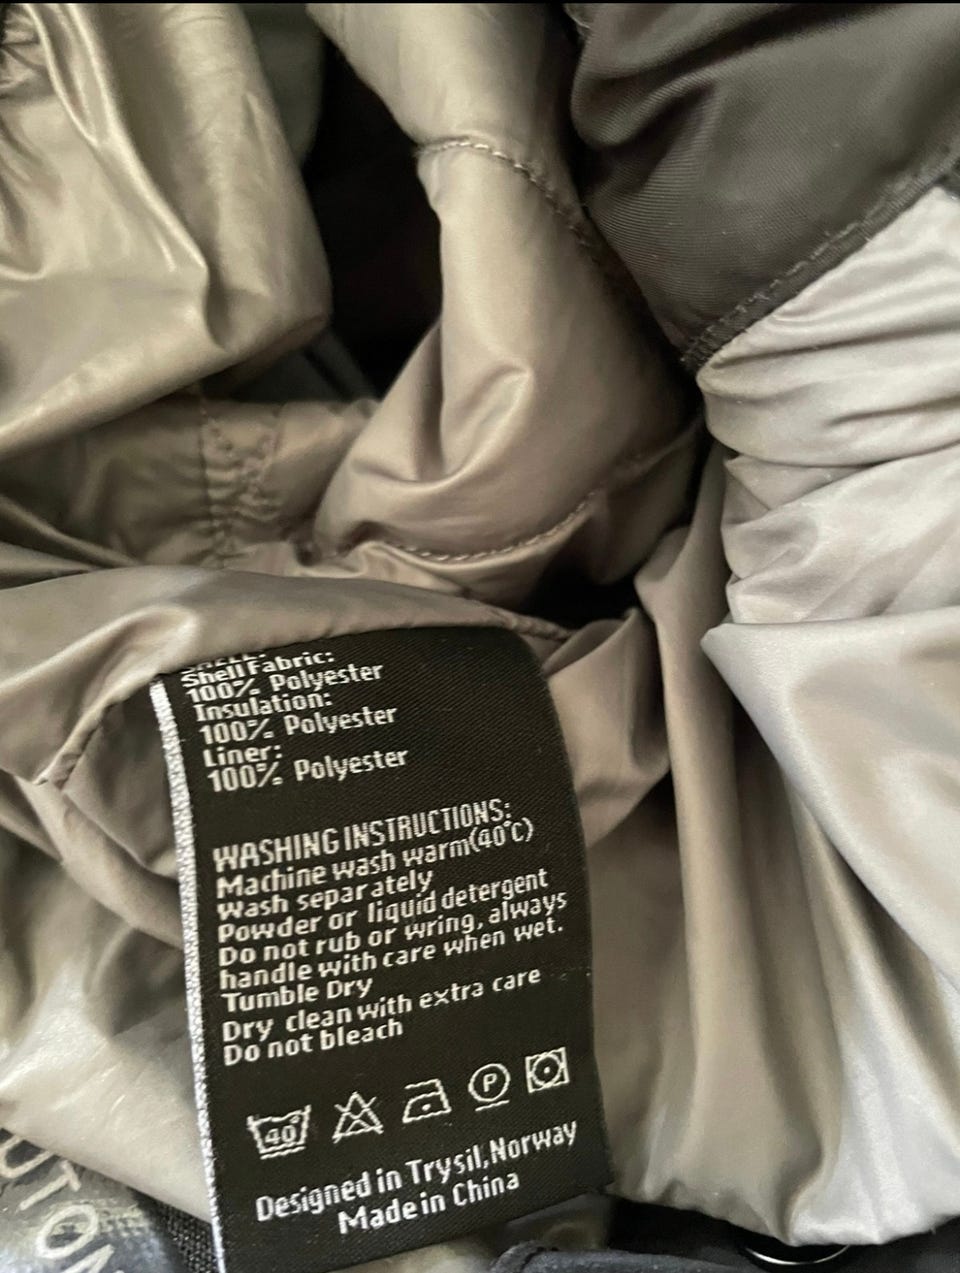 Shell Fabric:
100% Polyester
Insulation:
100% Polyester
Liner:
100% Polyester
WASHING INSTRUCTIONS:
Machine wash warm(40°C)
Wash separately
Powder or liquid detergent
Do not rub or wring, always
handle with care when wet.
Tumble Dry
Dry clean with extra care
Do not bleach
40 P
Designed in Trysil,Norway
Made in China